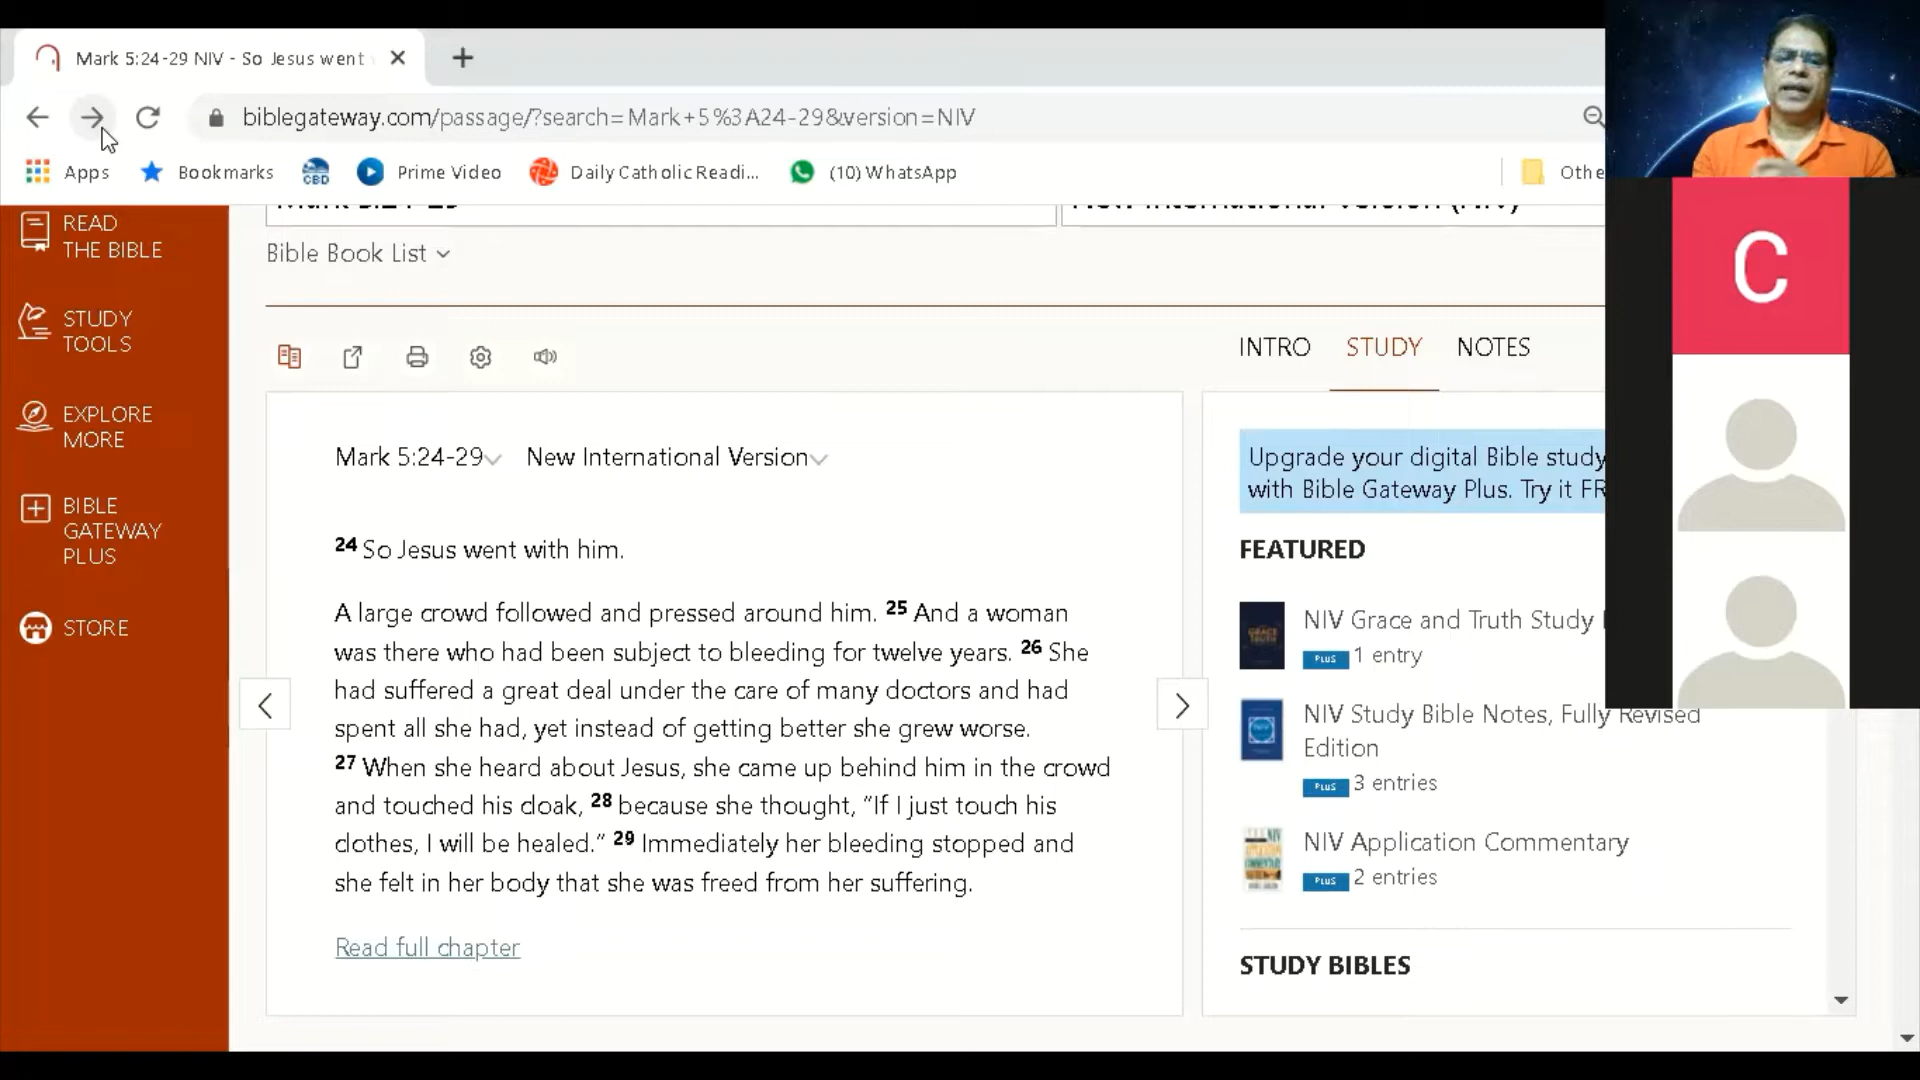 Mark 5:24-29 NIV - So Jesus went
biblegateway.com/passage/?search=Mark+5%3A24-29&version=NIV
Apps Bookmarks CBD Prime Video Daily Catholic Readi... (10) WhatsApp Othe
READ
THE BIBLE
STUDY
TOOLS
EXPLORE
MORE
BIBLE
GATEWAY
PLUS
STORE
Mark 5:24-29 New International Version (NIV)
Bible Book List
INTRO STUDY NOTES
Mark 5:24-29 New International Version
24 So Jesus went with him.
A large crowd followed and pressed around him. 25 And a woman
was there who had been subject to bleeding for twelve years. 26 She
had suffered a great deal under the care of many doctors and had
spent all she had, yet instead of getting better she grew worse.
27 When she heard about Jesus, she came up behind him in the crowd
and touched his cloak, 28 because she thought, “If I just touch his
clothes, I will be healed.” 29 Immediately her bleeding stopped and
she felt in her body that she was freed from her suffering.
Read full chapter
Upgrade your digital Bible study
with Bible Gateway Plus. Try it FR
FEATURED
NIV Grace and Truth Study
PLUS 1 entry
NIV Study Bible Notes, Fully Revised
Edition
PLUS 3 entries
NIV Application Commentary
PLUS 2 entries
STUDY BIBLES
C